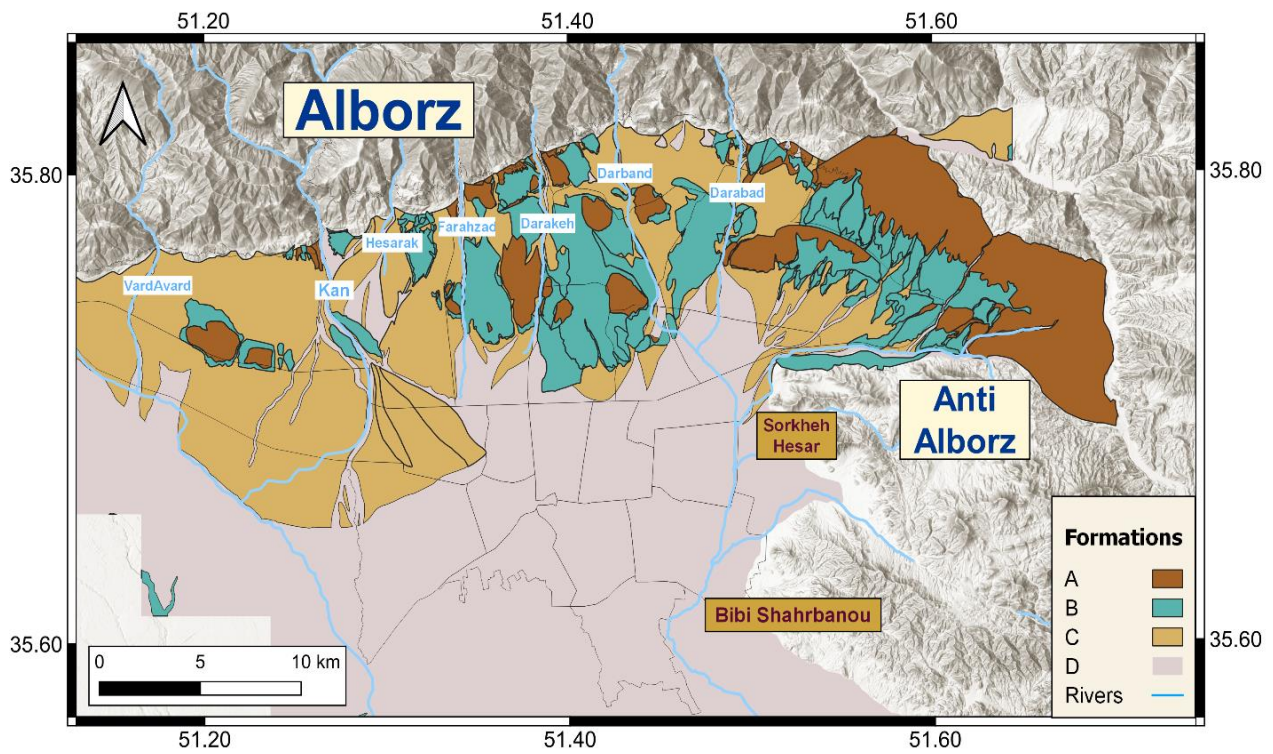 51.20 51.40 51.60
Alborz
35.80 35.80
Darband
Darabad
Hesarak
Farahzad
Darakeh
VardAvard
Kan
Anti
Alborz
Sorkheh
Hesar
Formations
A
B
C
D
Rivers
Bibi Shahrbanou
35.60 35.60
0 5 10 km
51.20 51.40 51.60